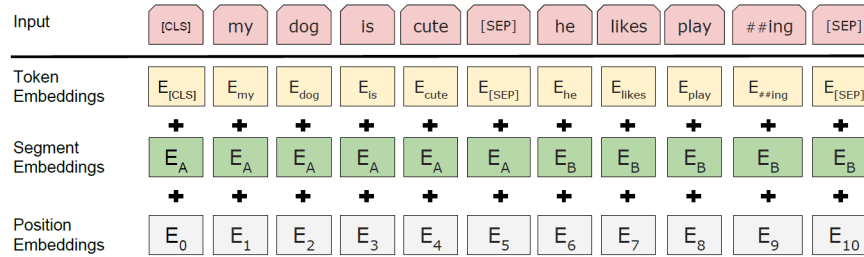 Input [CLS] my dog is cute [SEP] he likes play ##ing [SEP]
Token Embeddings E[CLS] Emy Edog Eis Ecute E[SEP] Ehe Elikes Eplay E##ing E[SEP]
+ + + + + + + + + + +
Segment Embeddings EA EA EA EA EA EA EB EB EB EB EB
+ + + + + + + + + + +
Position Embeddings E0 E1 E2 E3 E4 E5 E6 E7 E8 E9 E10